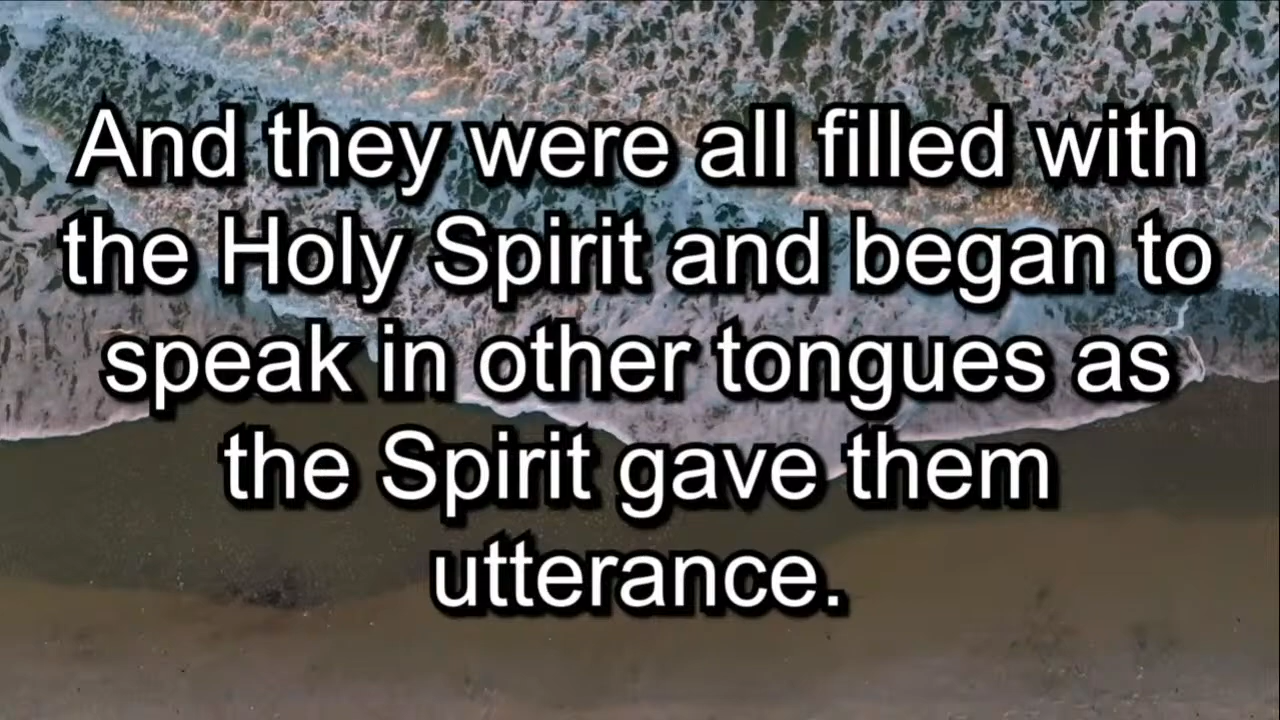 And they were all filled with
the Holy Spirit and began to
speak in other tongues as
the Spirit gave them
utterance.